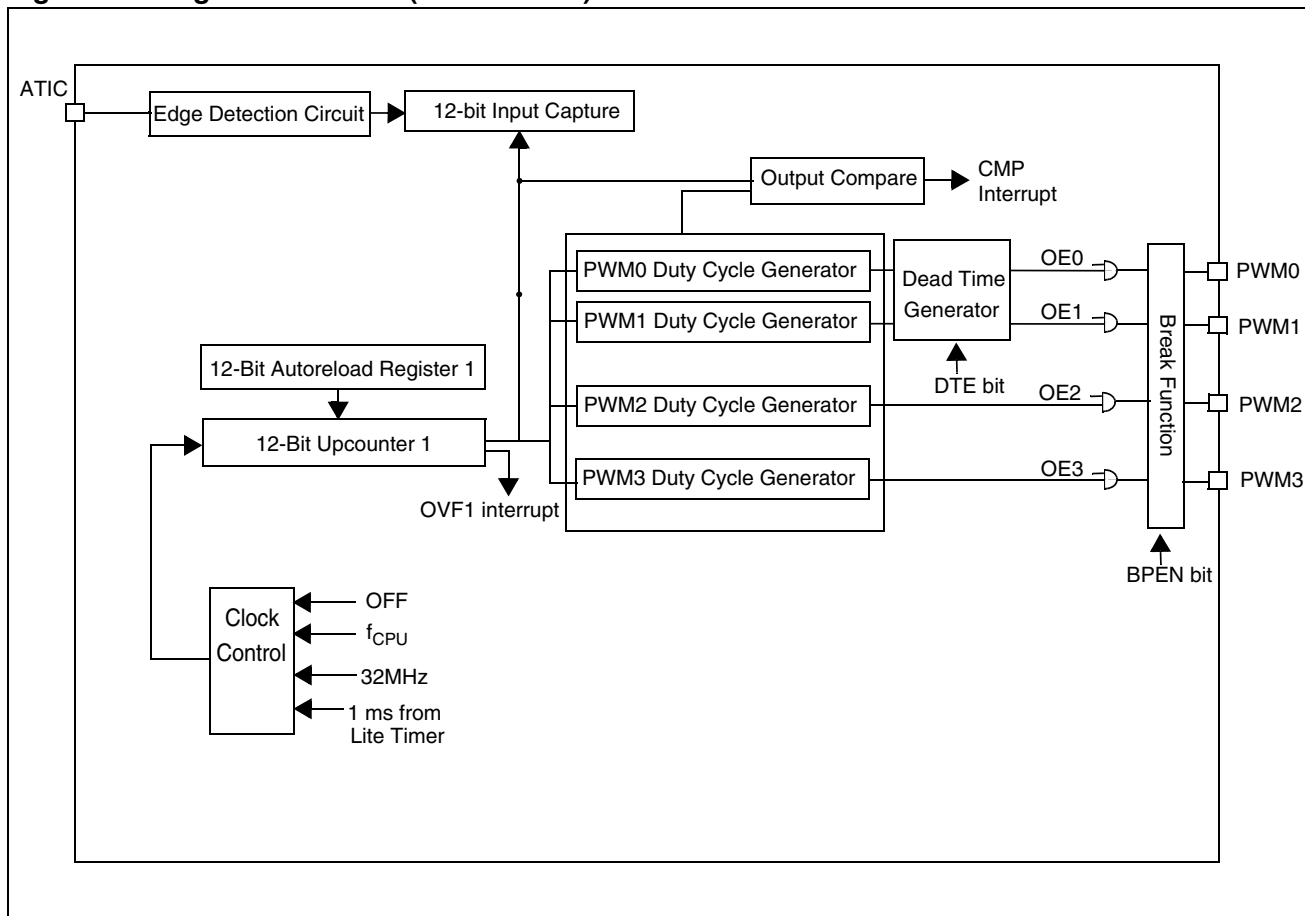 ATIC
Edge Detection Circuit
12-bit Input Capture
Output Compare
CMP
Interrupt
PWM0 Duty Cycle Generator
PWM1 Duty Cycle Generator
PWM2 Duty Cycle Generator
PWM3 Duty Cycle Generator
Dead Time
Generator
DTE bit
OE0
OE1
OE2
OE3
Break Function
BPEN bit
PWM0
PWM1
PWM2
PWM3
12-Bit Autoreload Register 1
12-Bit Upcounter 1
OVF1 interrupt
Clock
Control
OFF
fCPU
32MHz
1 ms from
Lite Timer